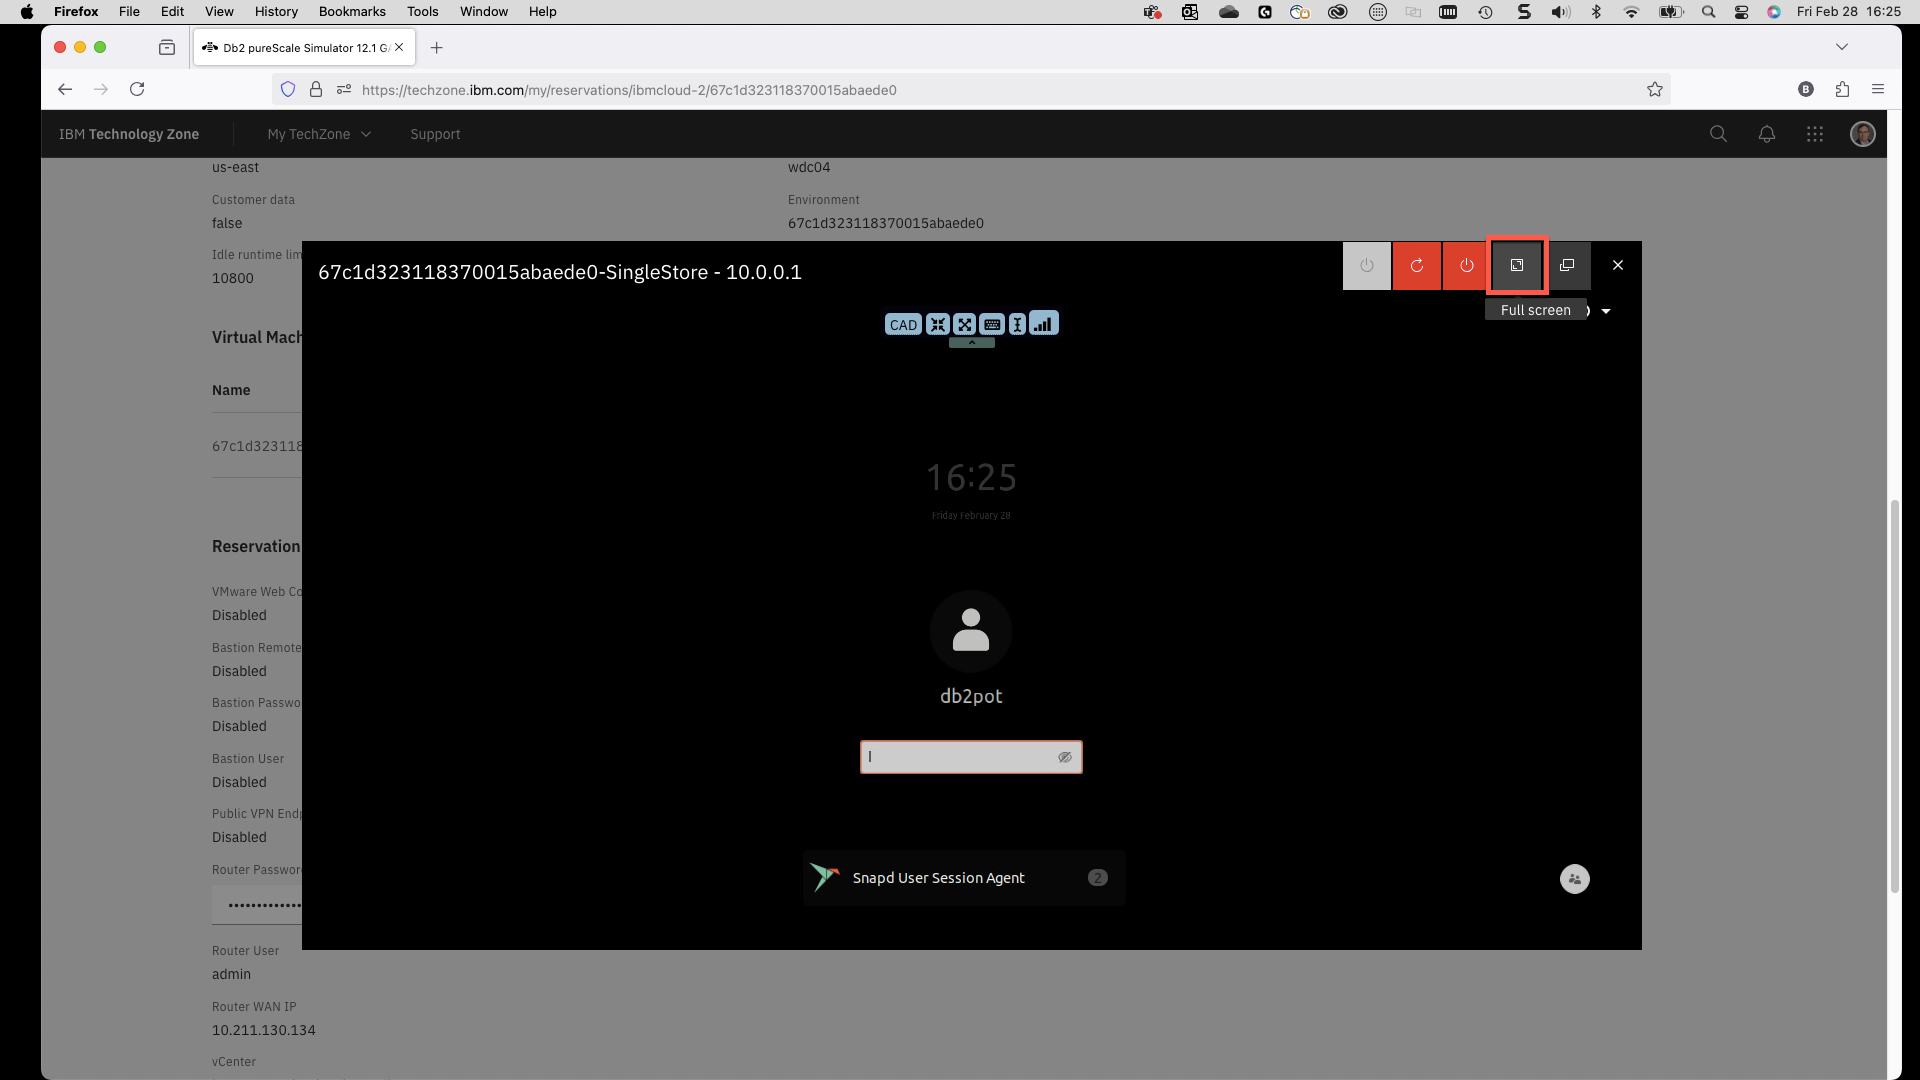 Firefox File Edit View History Bookmarks Tools Window Help Fri Feb 28 16:25
Db2 pureScale Simulator 12.1 G
https://techzone.ibm.com/my/reservations/ibmcloud-2/67c1d323118370015abaede0
B
IBM Technology Zone My TechZone Support
us-east wdc04
Customer data Environment
false 67c1d323118370015abaede0
Idle runtime lim
10800
67c1d323118370015abaede0-SingleStore - 10.0.0.1
Full screen
CAD
Virtual Mach
Name
67c1d323118
16:25
Friday February 28
Reservation
VMware Web Co
Disabled
Bastion Remote
Disabled
db2pot
Bastion Passwo
Disabled
Bastion User
Disabled
Public VPN Endp
Disabled
Router Password
Snapd User Session Agent 2
Router User
admin
Router WAN IP
10.211.130.134
vCenter